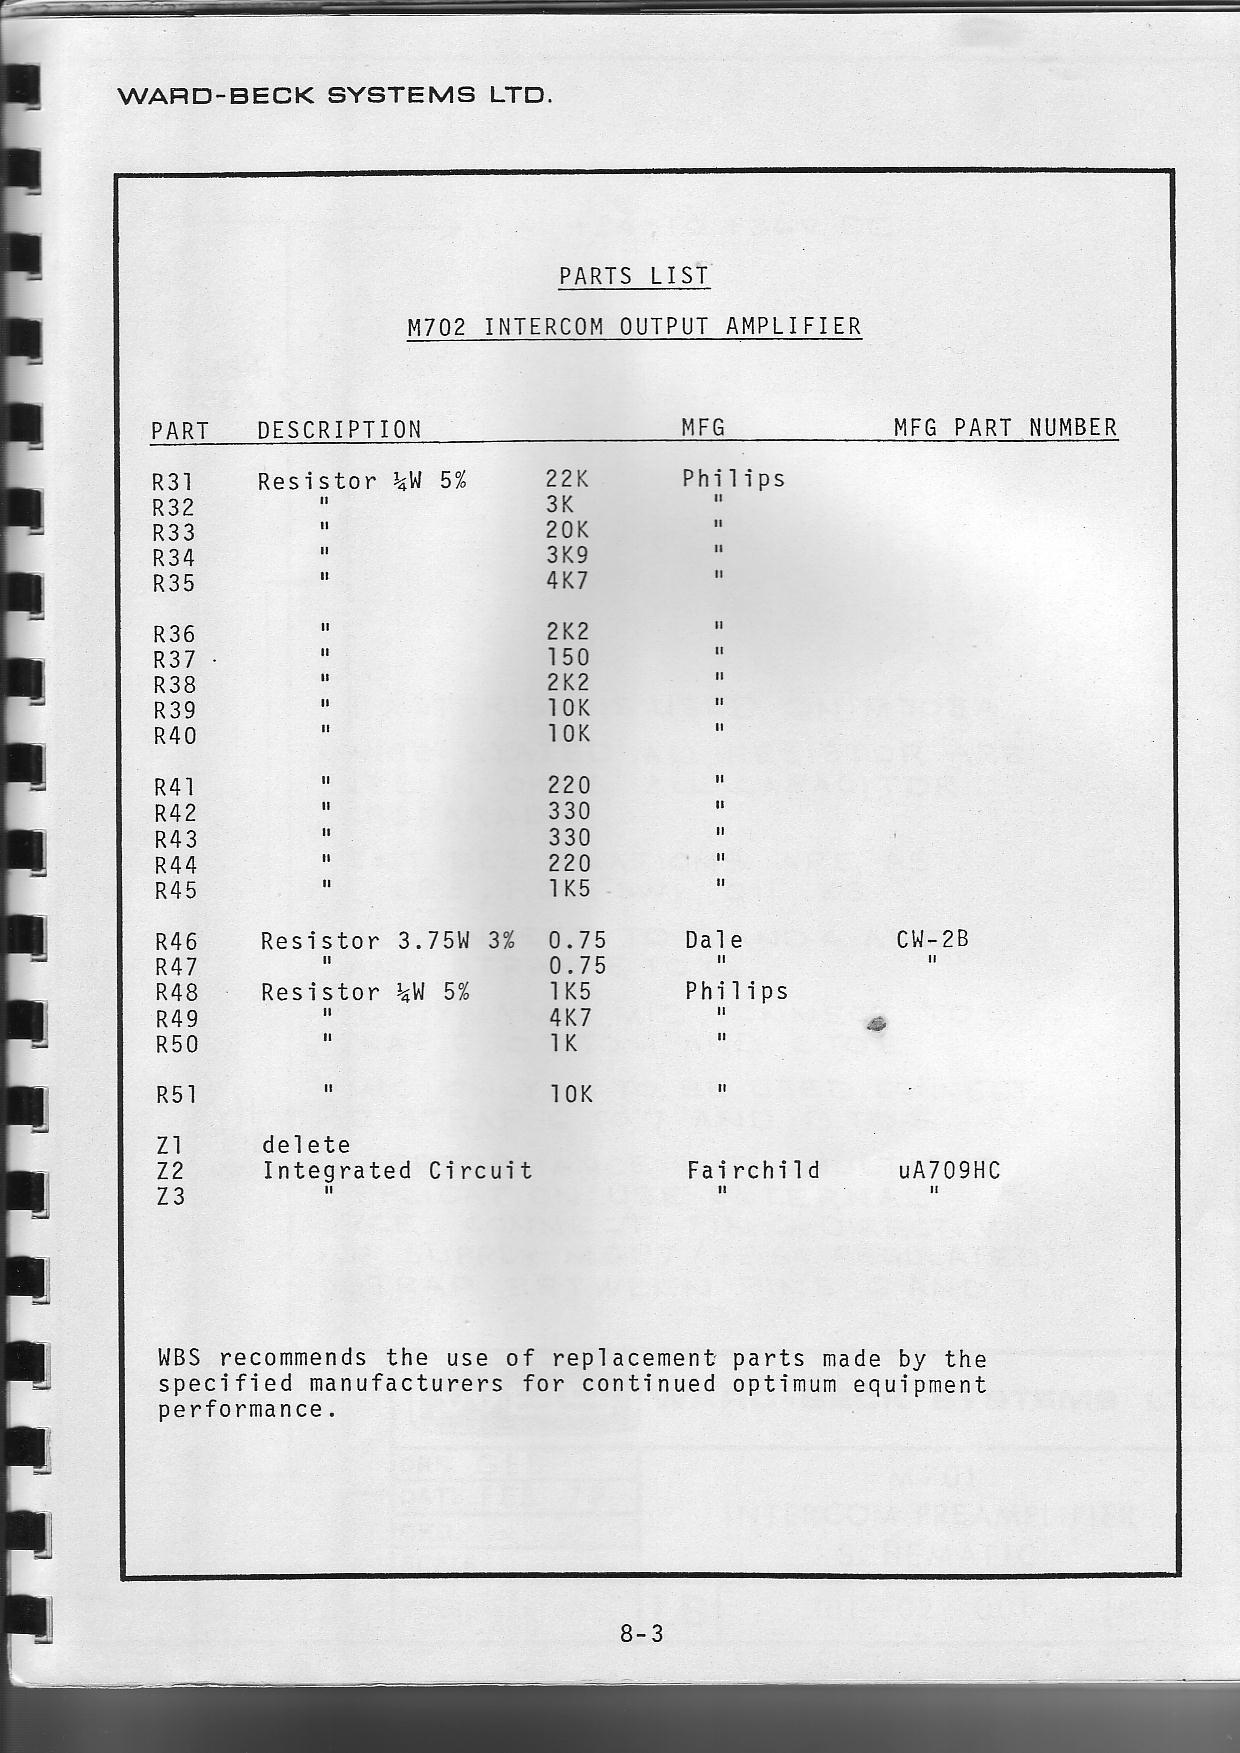 WARD-BECK SYSTEMS LTD.
PARTS LIST
M702 INTERCOM OUTPUT AMPLIFIER
PART DESCRIPTION MFG MFG PART NUMBER
R31 Resistor ¼W 5% 22K Philips
R32 " 3K "
R33 " 20K "
R34 " 3K9 "
R35 " 4K7 "
R36 " 2K2 "
R37 " 150 "
R38 " 2K2 "
R39 " 10K "
R40 " 10K "
R41 " 220 "
R42 " 330 "
R43 " 330 "
R44 " 220 "
R45 " 1K5 "
R46 Resistor 3.75W 3% 0.75 Dale CW-2B
R47 " 0.75 " "
R48 Resistor ¼W 5% 1K5 Philips
R49 " 4K7 "
R50 " 1K "
R51 " 10K "
Z1 delete
Z2 Integrated Circuit Fairchild uA709HC
Z3 " " "
WBS recommends the use of replacement parts made by the
specified manufacturers for continued optimum equipment
performance.
8-3